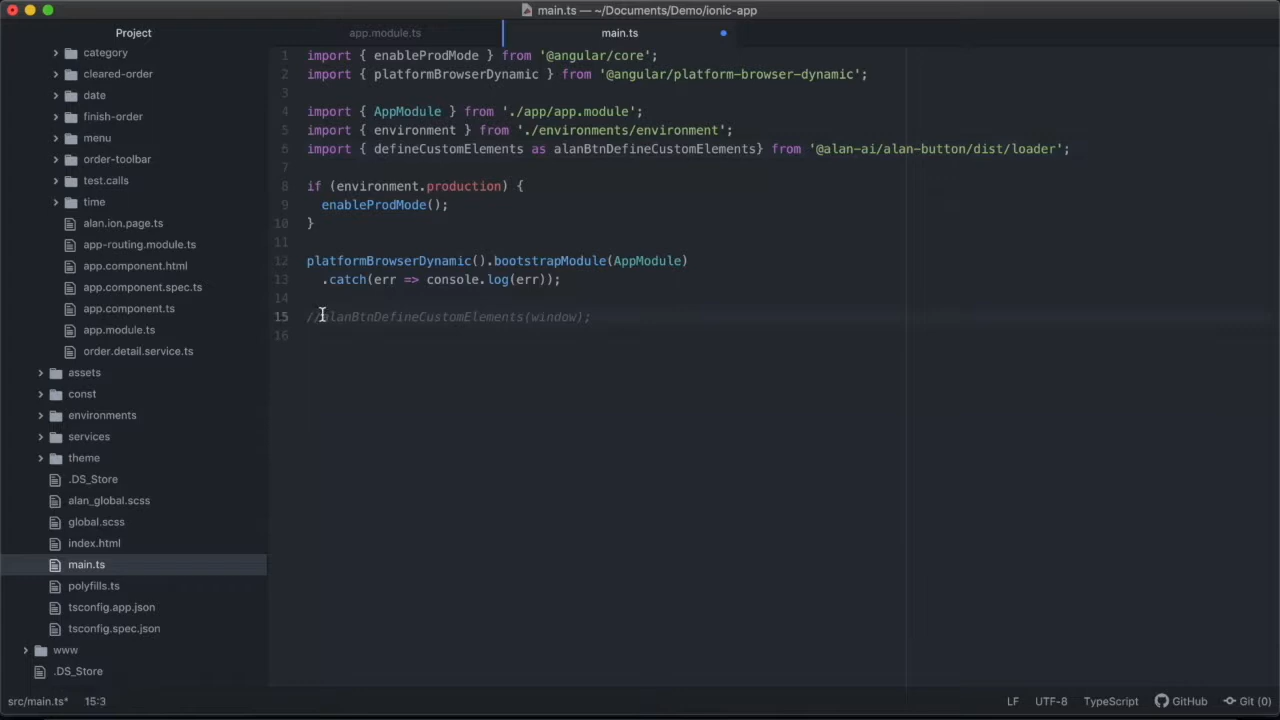 main.ts — ~/Documents/Demo/ionic-app
Project
app.module.ts
main.ts
category
cleared-order
date
finish-order
menu
order-toolbar
test.calls
time
alan.ion.page.ts
app-routing.module.ts
app.component.html
app.component.spec.ts
app.component.ts
app.module.ts
order.detail.service.ts
assets
const
environments
services
theme
.DS_Store
alan_global.scss
global.scss
index.html
main.ts
polyfills.ts
tsconfig.app.json
tsconfig.spec.json
www
.DS_Store
1 import { enableProdMode } from '@angular/core';
2 import { platformBrowserDynamic } from '@angular/platform-browser-dynamic';
3
4 import { AppModule } from './app/app.module';
5 import { environment } from './environments/environment';
6 import { defineCustomElements as alanBtnDefineCustomElements} from '@alan-ai/alan-button/dist/loader';
7
8 if (environment.production) {
9 enableProdMode();
10 }
11
12 platformBrowserDynamic().bootstrapModule(AppModule)
13 .catch(err => console.log(err));
14
15 //alanBtnDefineCustomElements(window);
16
src/main.ts* 15:3
LF UTF-8 TypeScript GitHub Git (0)